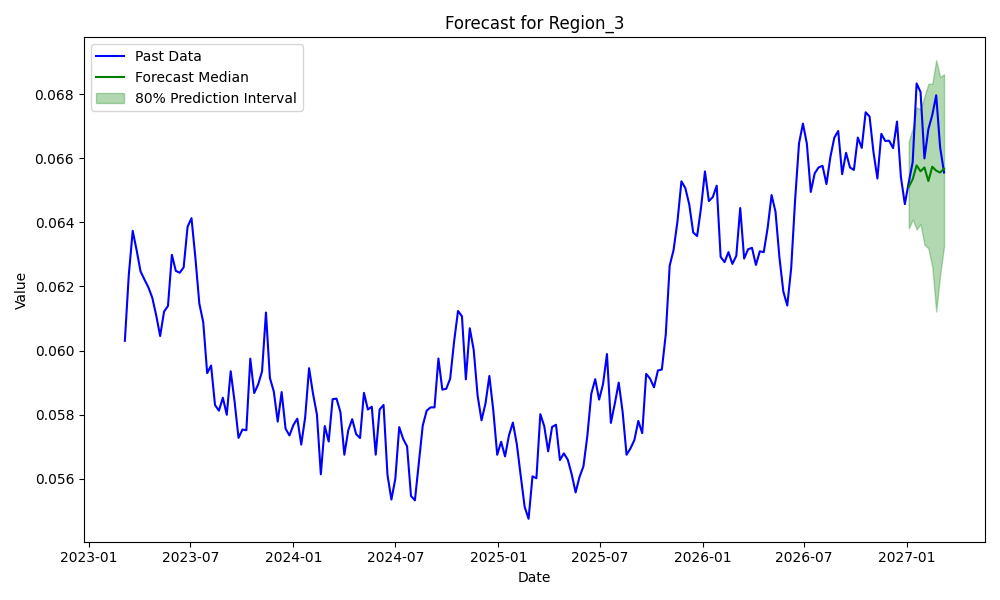 Forecast for Region_3
Past Data
Forecast Median
80% Prediction Interval
Value
0.068
0.066
0.064
0.062
0.060
0.058
0.056
2023-01
2023-07
2024-01
2024-07
2025-01
2025-07
2026-01
2026-07
2027-01
Date